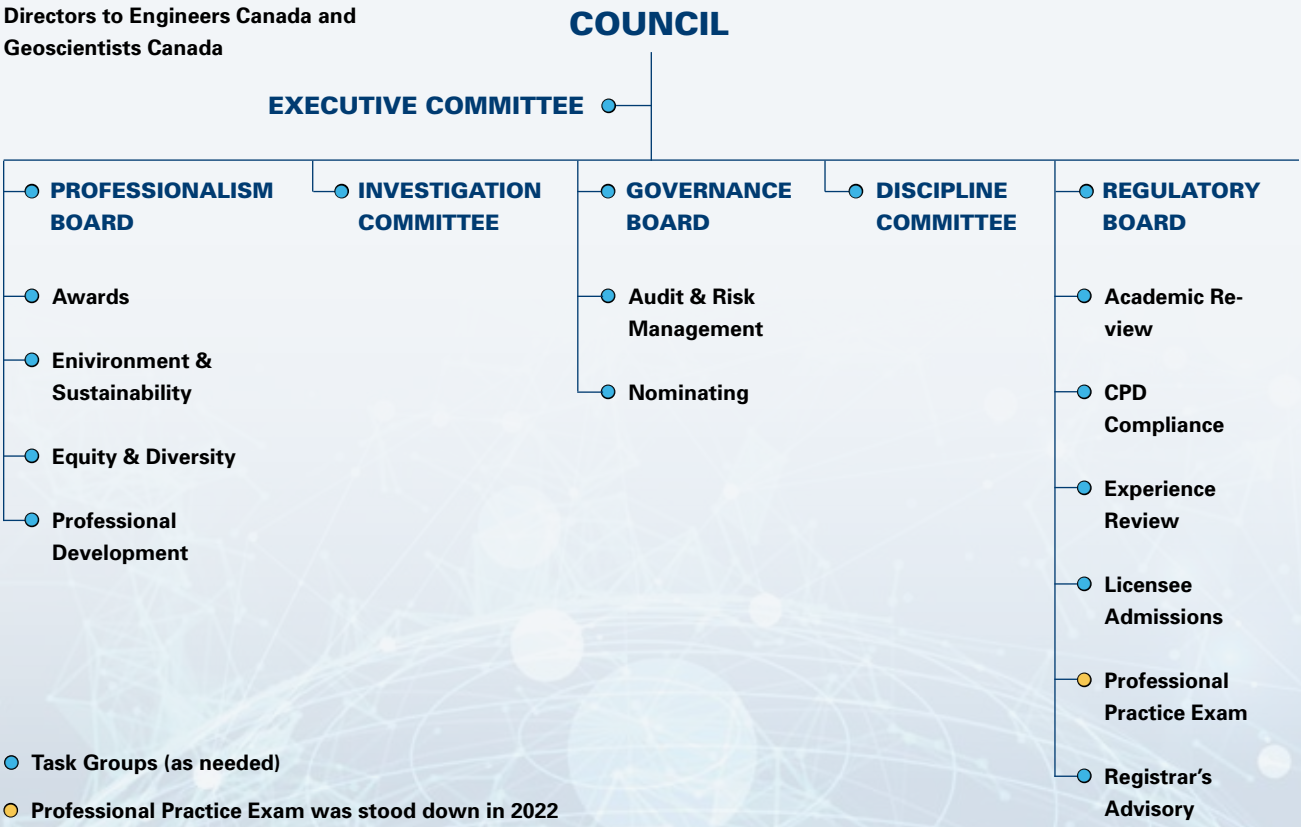 Directors to Engineers Canada and
Geoscientists Canada
COUNCIL
EXECUTIVE COMMITTEE
PROFESSIONALISM
BOARD
Awards
Enivironment &
Sustainability
Equity & Diversity
Professional
Development
INVESTIGATION
COMMITTEE
GOVERNANCE
BOARD
Audit & Risk
Management
Nominating
DISCIPLINE
COMMITTEE
REGULATORY
BOARD
Academic Re-
view
CPD
Compliance
Experience
Review
Licensee
Admissions
Professional
Practice Exam
Registrar's
Advisory
Task Groups (as needed)
Professional Practice Exam was stood down in 2022